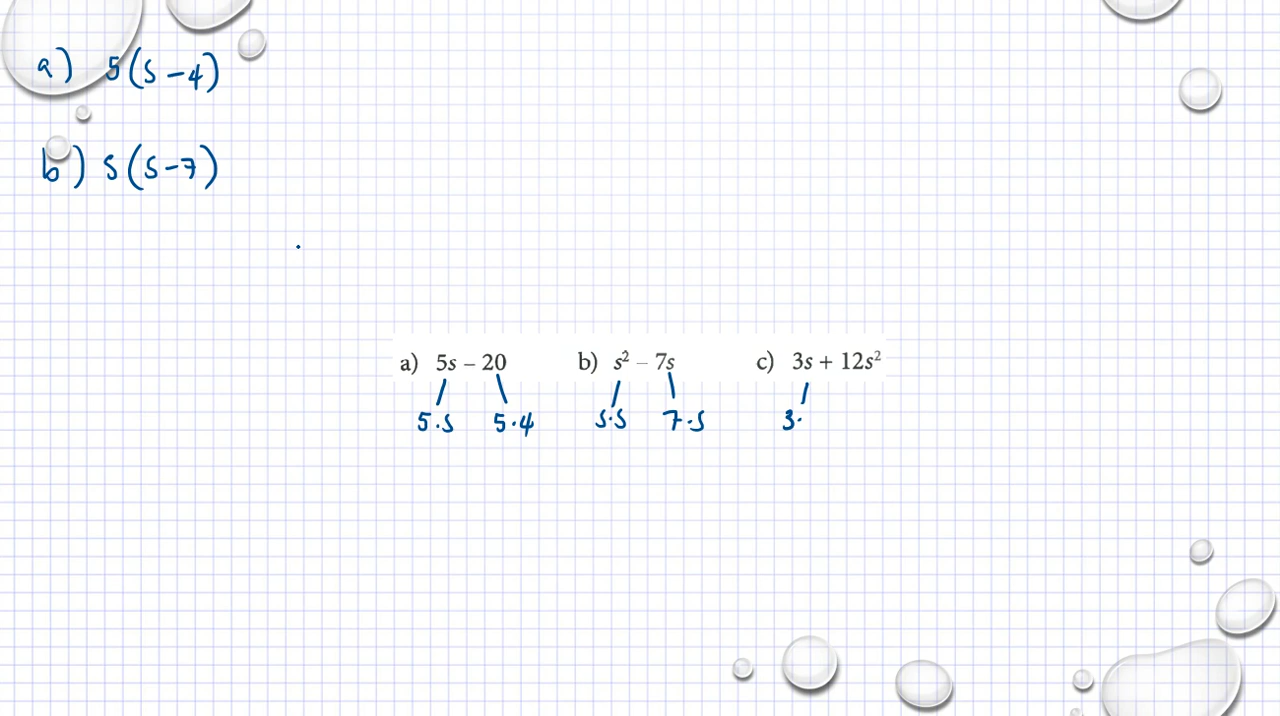 a) 5(s-4)
b) s(s-7)
a) 5s – 20 b) s² – 7s c) 3s + 12s²
5·s 5·4 s·s 7·s 3·